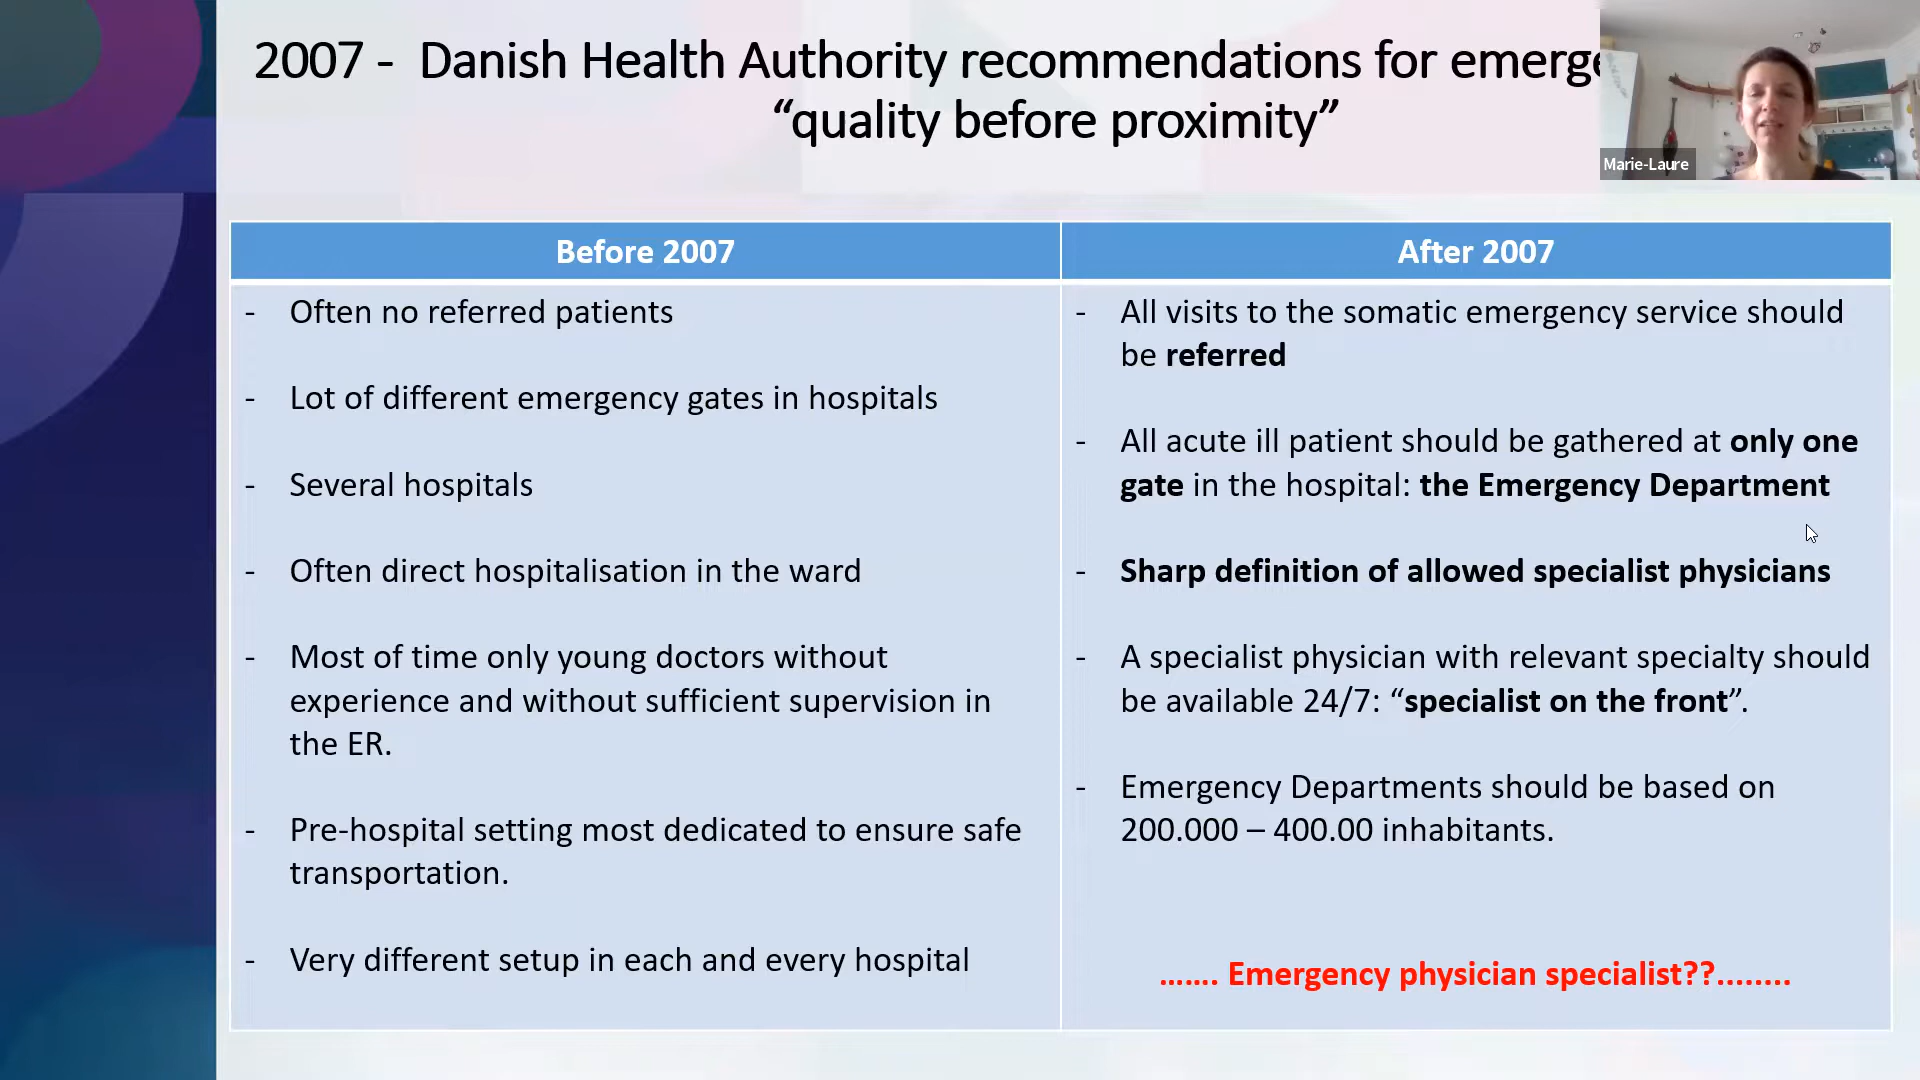 2007 - Danish Health Authority recommendations for emerge
“quality before proximity”
Marie-Laure
Before 2007
- Often no referred patients
- Lot of different emergency gates in hospitals
- Several hospitals
- Often direct hospitalisation in the ward
- Most of time only young doctors without
experience and without sufficient supervision in
the ER.
- Pre-hospital setting most dedicated to ensure safe
transportation.
- Very different setup in each and every hospital
After 2007
- All visits to the somatic emergency service should
be referred
- All acute ill patient should be gathered at only one
gate in the hospital: the Emergency Department
- Sharp definition of allowed specialist physicians
- A specialist physician with relevant specialty should
be available 24/7: “specialist on the front”.
- Emergency Departments should be based on
200.000 – 400.00 inhabitants.
....... Emergency physician specialist??........